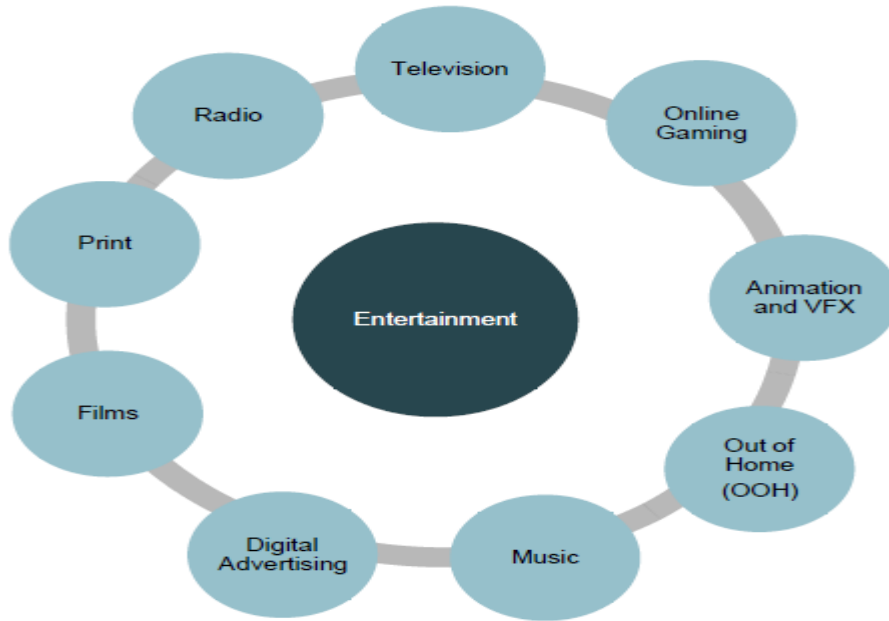 Television
Online
Gaming
Radio
Print
Animation
and VFX
Entertainment
Films
Out of
Home
(OOH)
Digital
Advertising
Music